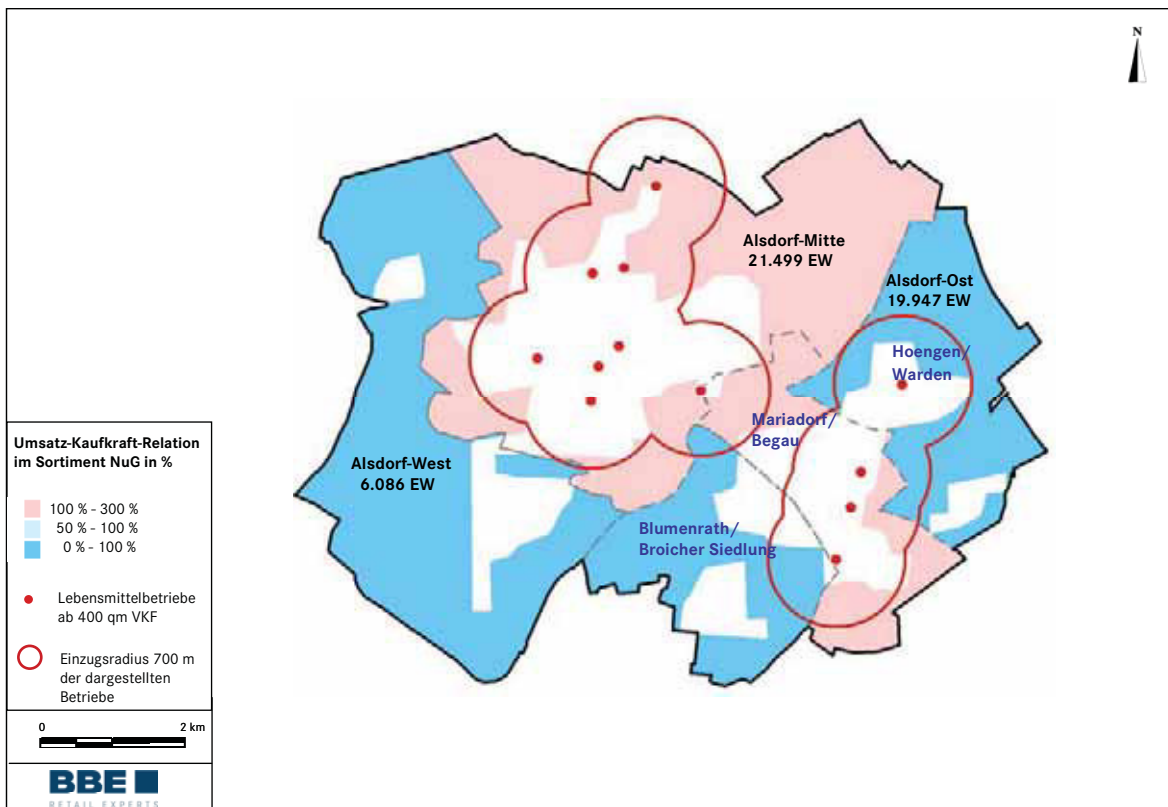 N
Alsdorf-Mitte
21.499 EW
Alsdorf-Ost
19.947 EW
Hoengen/
Warden
Mariadorf/
Begau
Alsdorf-West
6.086 EW
Blumenrath/
Broicher Siedlung
Umsatz-Kaufkraft-Relation
im Sortiment NuG in %
100 % - 300 %
50 % - 100 %
0 % - 100 %
Lebensmittelbetriebe
ab 400 qm VKF
Einzugsradius 700 m
der dargestellten
Betriebe
0 2 km
BBE
RETAIL EXPERTS